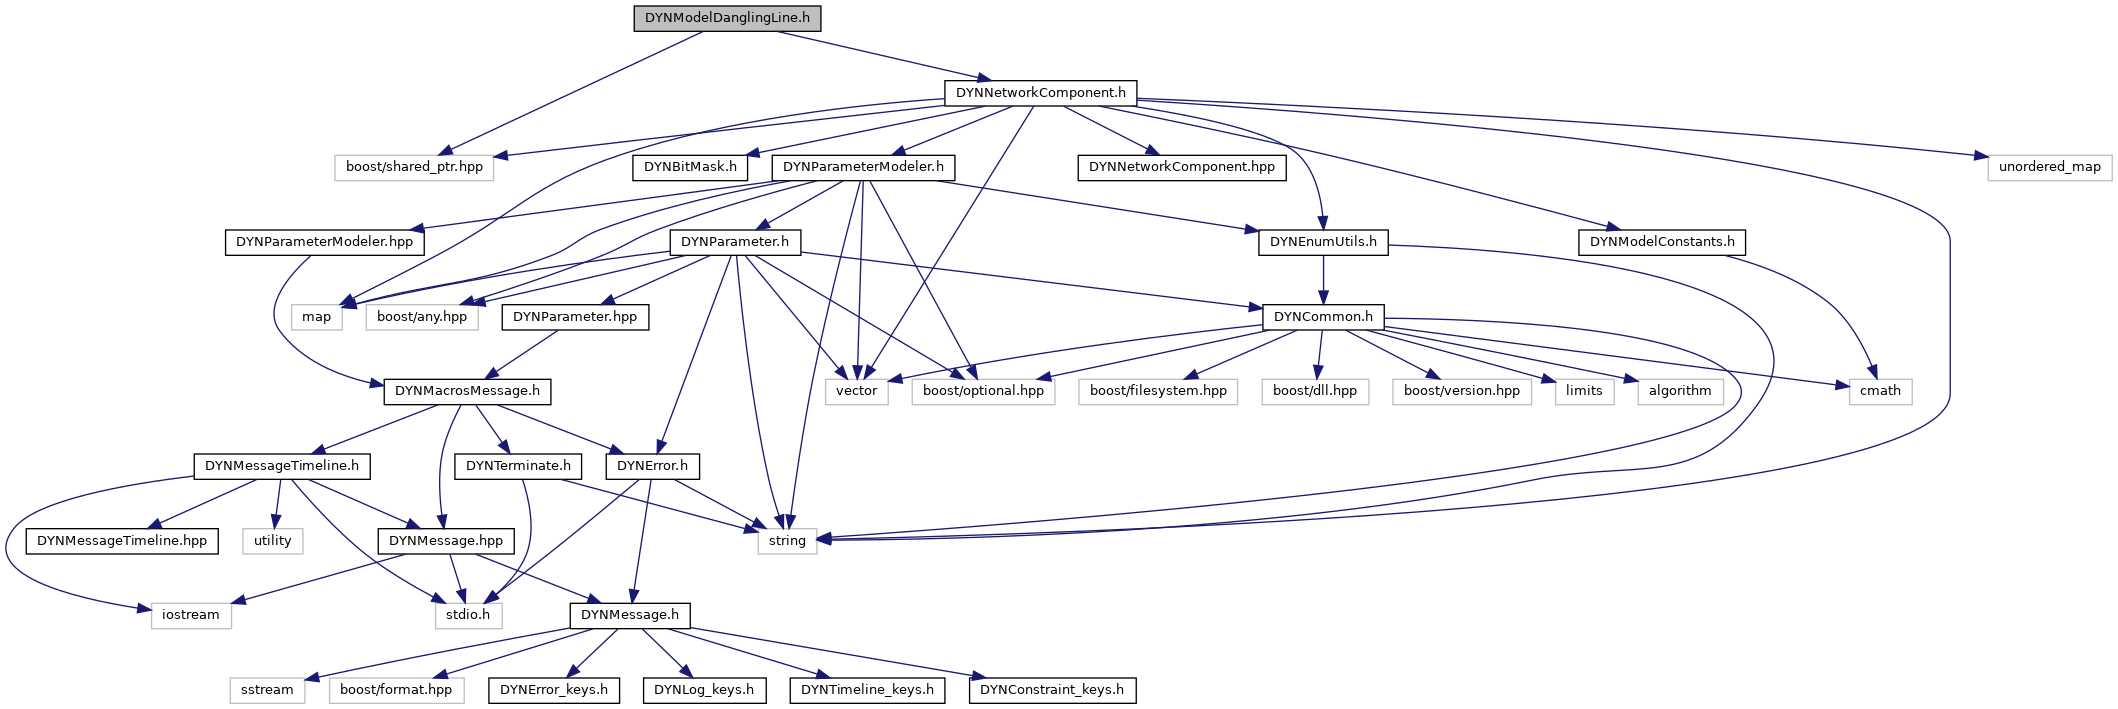 DYNModelDanglingLine.h
DYNNetworkComponent.h
boost/shared_ptr.hpp
DYNBitMask.h
DYNParameterModeler.h
DYNNetworkComponent.hpp
unordered_map
DYNParameterModeler.hpp
DYNParameter.h
DYNEnumUtils.h
DYNModelConstants.h
map
boost/any.hpp
DYNParameter.hpp
DYNCommon.h
DYNMacrosMessage.h
vector
boost/optional.hpp
boost/filesystem.hpp
boost/dll.hpp
boost/version.hpp
limits
algorithm
cmath
DYNMessageTimeline.h
DYNTerminate.h
DYNError.h
DYNMessageTimeline.hpp
utility
DYNMessage.hpp
string
iostream
stdio.h
DYNMessage.h
sstream
boost/format.hpp
DYNError_keys.h
DYNLog_keys.h
DYNTimeline_keys.h
DYNConstraint_keys.h